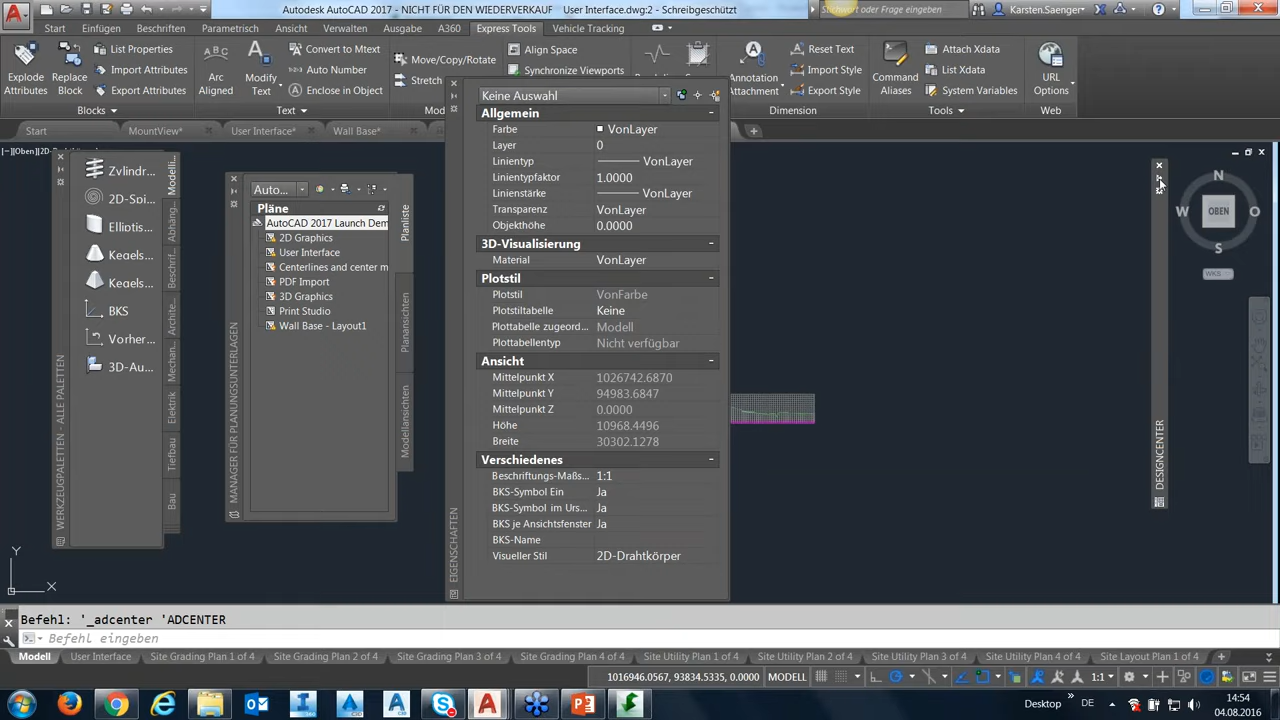 Autodesk AutoCAD 2017 - NICHT FÜR DEN WIEDERVERKAUF User Interface.dwg:2 - Schreibgeschützt
Stichwort oder Frage eingeben
Karsten.Saenger
Start Einfügen Beschriften Parametrisch Ansicht Verwalten Ausgabe A360 Express Tools Vehicle Tracking
Explode Attributes
Replace Block
List Properties
Import Attributes
Export Attributes
Blocks
Arc Aligned
Modify Text
Convert to Mtext
Auto Number
Enclose in Object
Text
Move/Copy/Rotate
Stretch
Align Space
Synchronize Viewports
Annotation Attachment
Reset Text
Import Style
Export Style
Dimension
Command Aliases
Attach Xdata
List Xdata
System Variables
Tools
URL Options
Web
Start MountView* User Interface* Wall Base*
[−][Oben][2D-
Zylindr...
2D-Spi...
Elliptis...
Kegels...
Kegels...
BKS
Vorher...
3D-Au...
WERKZEUGPALETTEN - ALLE PALETTEN
Modelli...
Abhäng...
Beschrif...
Archite...
Mechan...
Elektrik
Tiefbau
Bau
Auto...
Pläne
AutoCAD 2017 Launch Dem
2D Graphics
User Interface
Centerlines and center m
PDF Import
3D Graphics
Print Studio
Wall Base - Layout1
MANAGER FÜR PLANUNGSUNTERLAGEN
Planliste
Planansichten
Modellansichten
Keine Auswahl
Allgemein
Farbe VonLayer
Layer 0
Linientyp VonLayer
Linientypfaktor 1.0000
Linienstärke VonLayer
Transparenz VonLayer
Objekthöhe 0.0000
3D-Visualisierung
Material VonLayer
Plotstil
Plotstil VonFarbe
Plotstiltabelle Keine
Plottabelle zugeord... Modell
Plottabellentyp Nicht verfügbar
Ansicht
Mittelpunkt X 1026742.6870
Mittelpunkt Y 94983.6847
Mittelpunkt Z 0.0000
Höhe 10968.4496
Breite 30302.1278
Verschiedenes
Beschriftungs-Maßs... 1:1
BKS-Symbol Ein Ja
BKS-Symbol im Urs... Ja
BKS je Ansichtsfenster Ja
BKS-Name
Visueller Stil 2D-Drahtkörper
EIGENSCHAFTEN
DESIGNCENTER
N
W OBEN O
S
WKS
Y
X
Befehl: '_adcenter 'ADCENTER
Befehl eingeben
Modell User Interface Site Grading Plan 1 of 4 Site Grading Plan 2 of 4 Site Grading Plan 3 of 4 Site Grading Plan 4 of 4 Site Utility Plan 1 of 4 Site Utility Plan 2 of 4 Site Utility Plan 3 of 4 Site Utility Plan 4 of 4 Site Layout Plan 1 of 4
1016946.0567, 93834.5335, 0.0000 MODELL 1:1
Desktop » DE 14:54
04.08.2016